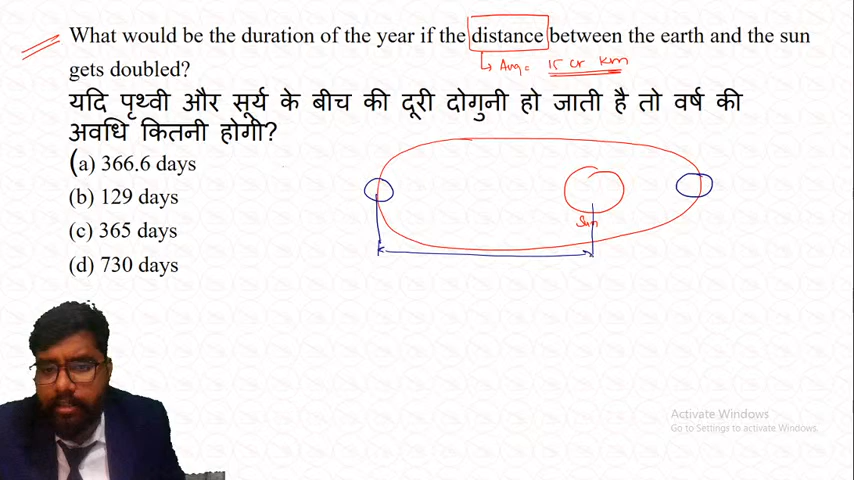 What would be the duration of the year if the distance between the earth and the sun
gets doubled?
Avg = 15 cr km
यदि पृथ्वी और सूर्य के बीच की दूरी दोगुनी हो जाती है तो वर्ष की
अवधि कितनी होगी?
(a) 366.6 days
(b) 129 days
(c) 365 days
(d) 730 days
Sun
Activate Windows
Go to Settings to activate Windows.